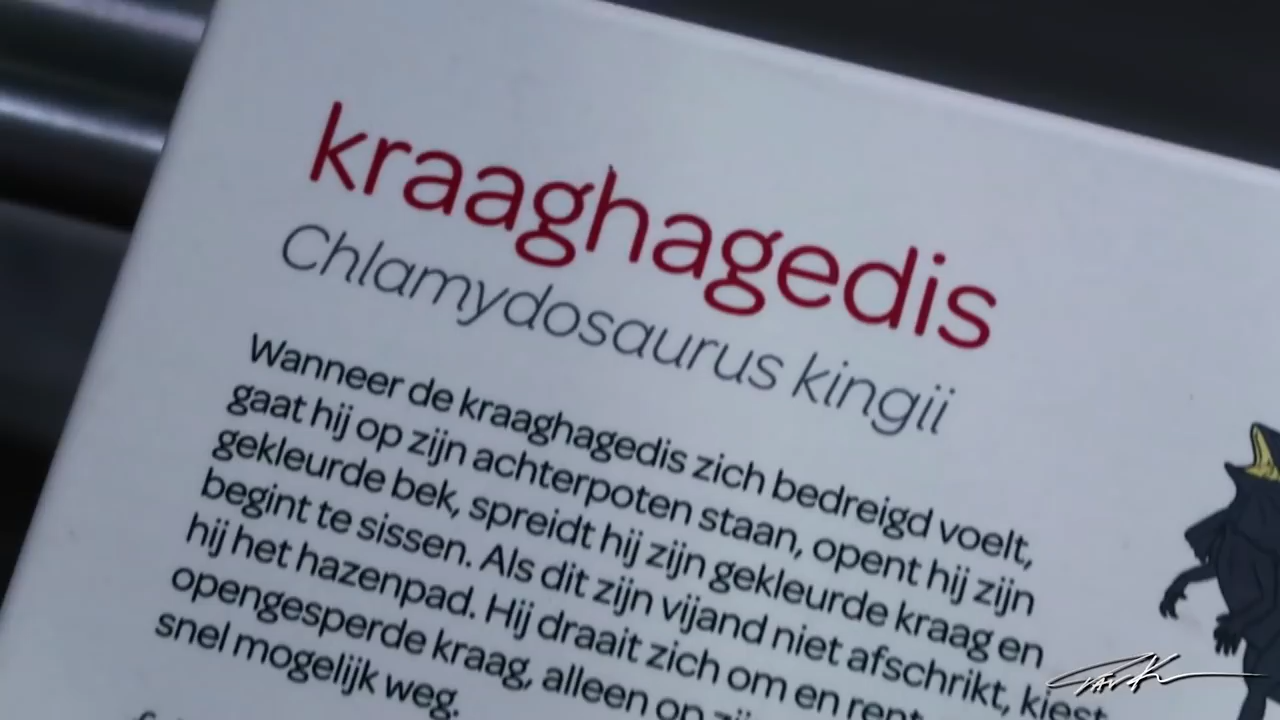 kraaghagedis
Chlamydosaurus kingii
Wanneer de kraaghagedis zich bedreigd voelt,
gaat hij op zijn achterpoten staan, opent hij zijn
gekleurde bek, spreidt hij zijn gekleurde kraag en
begint te sissen. Als dit zijn vijand niet afschrikt, kiest
hij het hazenpad. Hij draait zich om en rent
opengesperde kraag, alleen op
snel mogelijk weg.